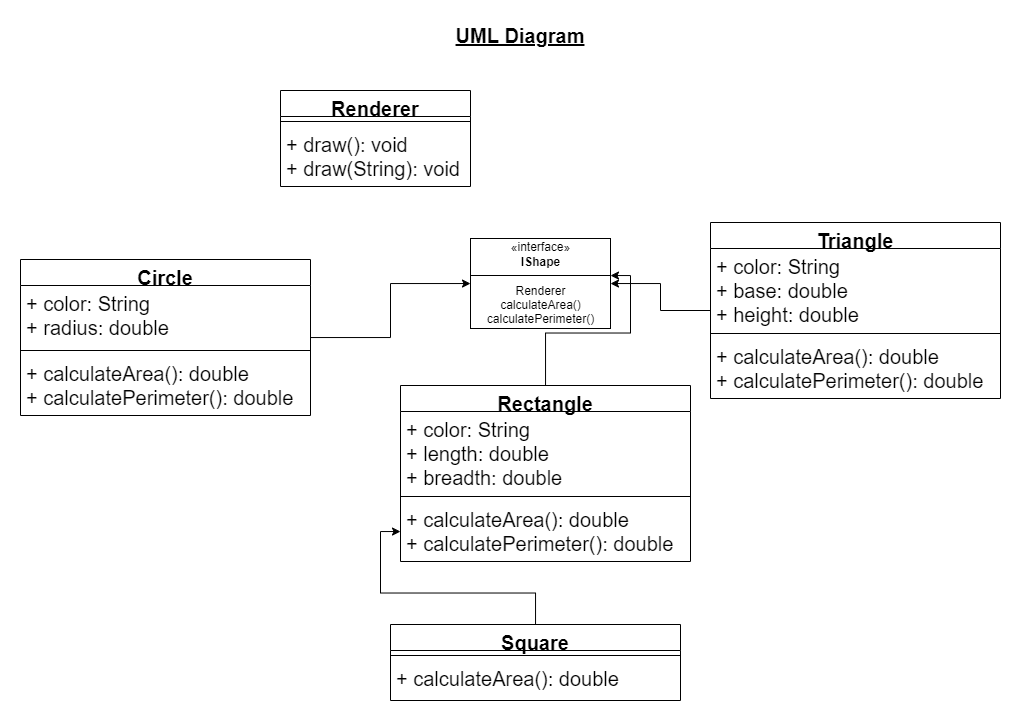 UML Diagram
Renderer
+ draw(): void
+ draw(String): void
«interface»
IShape
Renderer
calculateArea()
calculatePerimeter()
Triangle
+ color: String
+ base: double
+ height: double
+ calculateArea(): double
+ calculatePerimeter(): double
Circle
+ color: String
+ radius: double
+ calculateArea(): double
+ calculatePerimeter(): double
Rectangle
+ color: String
+ length: double
+ breadth: double
+ calculateArea(): double
+ calculatePerimeter(): double
Square
+ calculateArea(): double